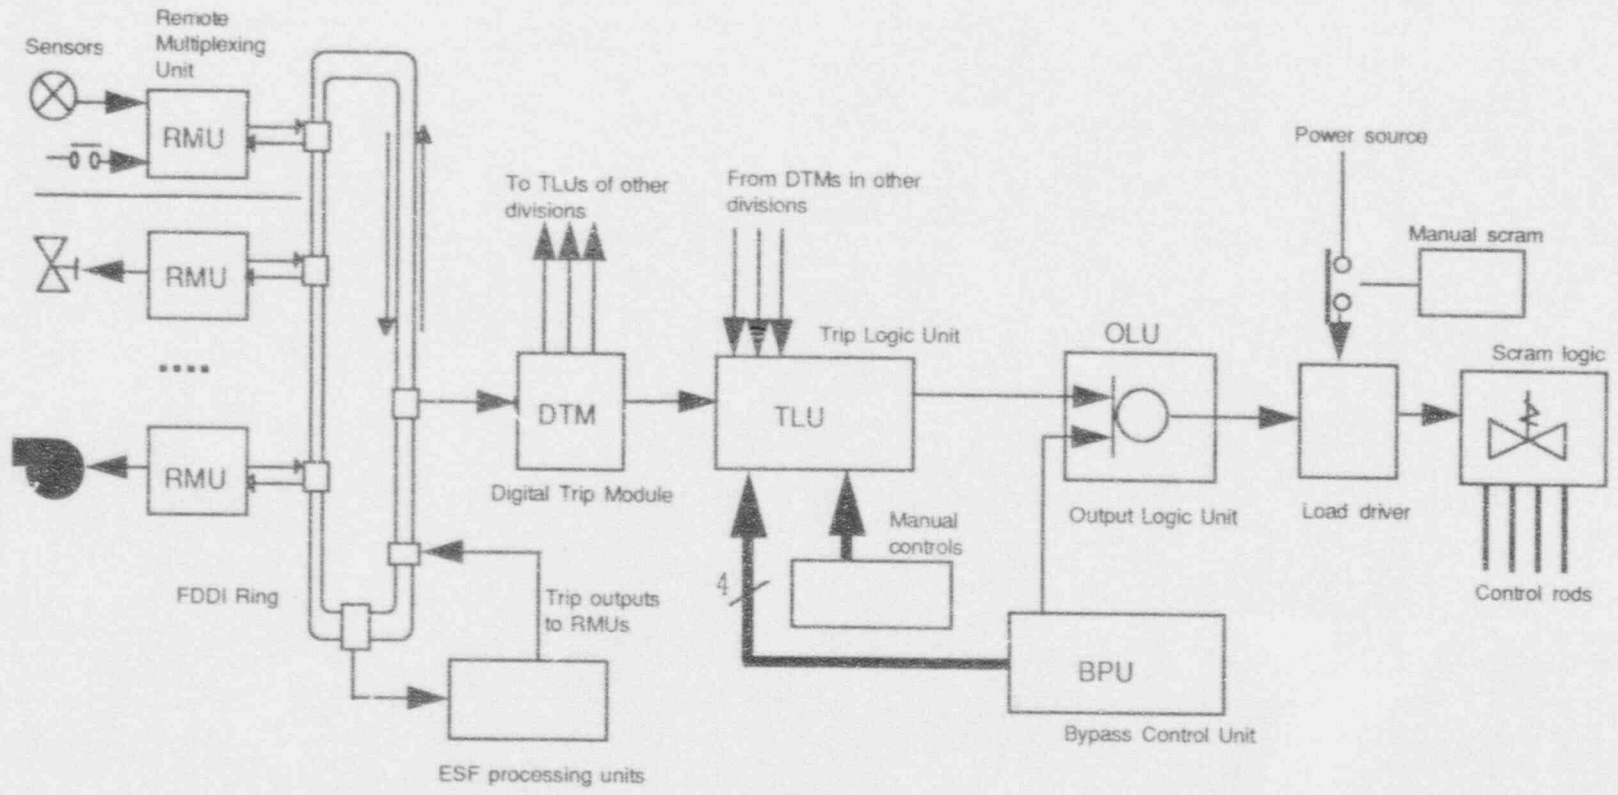 Remote
Multiplexing
Unit
Sensors
RMU
Power source
To TLUs of other
divisions
From DTMs in other
divisions
Manual scram
RMU
Trip Logic Unit
OLU
Scram logic
DTM
TLU
RMU
Digital Trip Module
Manual
controls
Output Logic Unit
Load driver
4
FDDI Ring
Trip outputs
to RMUs
Control rods
BPU
Bypass Control Unit
ESF processing units